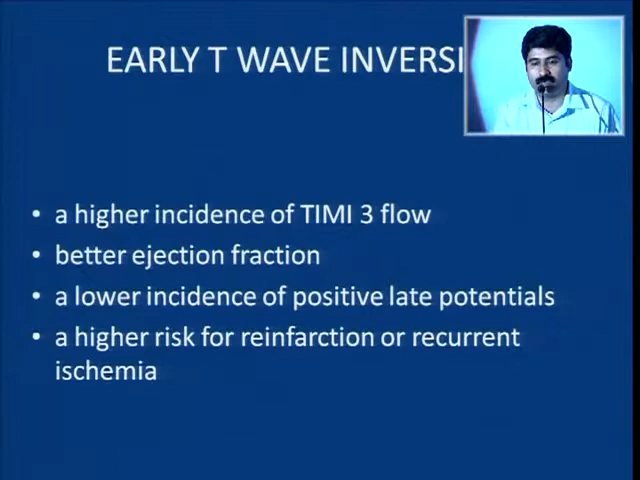 EARLY T WAVE INVERSI
• a higher incidence of TIMI 3 flow
• better ejection fraction
• a lower incidence of positive late potentials
• a higher risk for reinfarction or recurrent
ischemia